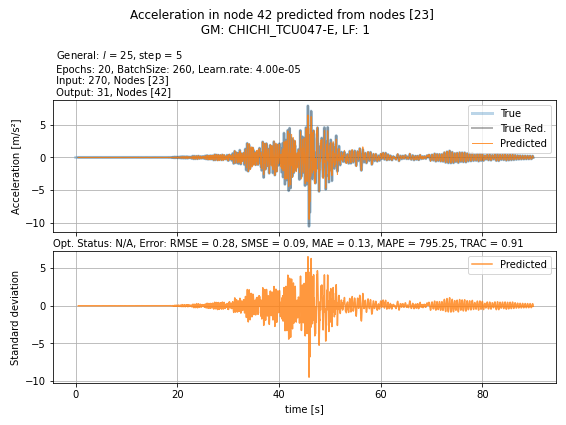 Acceleration in node 42 predicted from nodes [23]
GM: CHICHI_TCU047-E, LF: 1
General: l = 25, step = 5
Epochs: 20, BatchSize: 260, Learn.rate: 4.00e-05
Input: 270, Nodes [23]
Output: 31, Nodes [42]
Acceleration [m/s²]
5
0
−5
−10
True
True Red.
Predicted
Opt. Status: N/A, Error: RMSE = 0.28, SMSE = 0.09, MAE = 0.13, MAPE = 795.25, TRAC = 0.91
Standard deviation
5
0
−5
−10
Predicted
0 20 40 60 80
time [s]